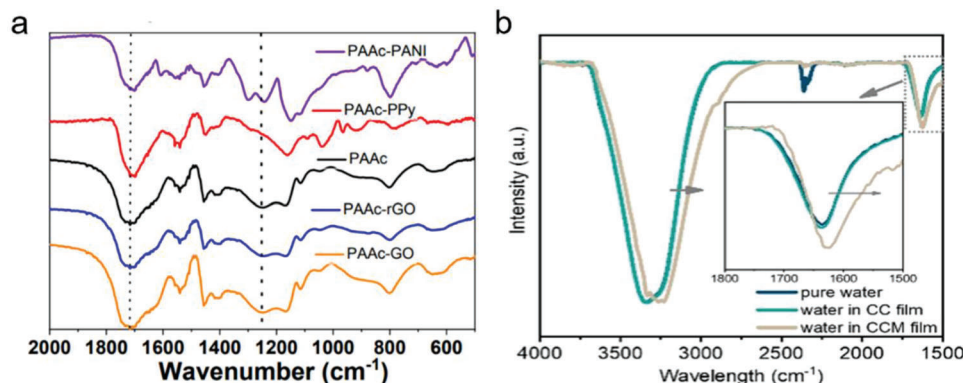 a
PAAc-PANI
PAAc-PPy
PAAc
PAAc-rGO
PAAc-GO
2000 1800 1600 1400 1200 1000 800 600
Wavenumber (cm⁻¹)
b
Intensity (a.u.)
1800 1700 1600 1500
pure water
water in CC film
water in CCM film
4000 3500 3000 2500 2000 1500
Wavelength (cm⁻¹)